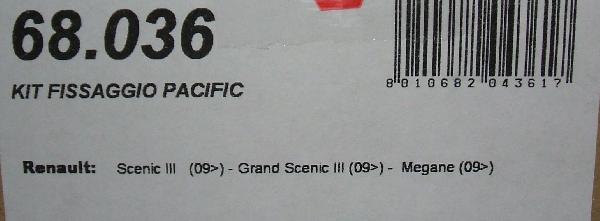 68.036
8 010682 043617
KIT FISSAGGIO PACIFIC
Renault: Scenic III (09>) - Grand Scenic III (09>) - Megane (09>)